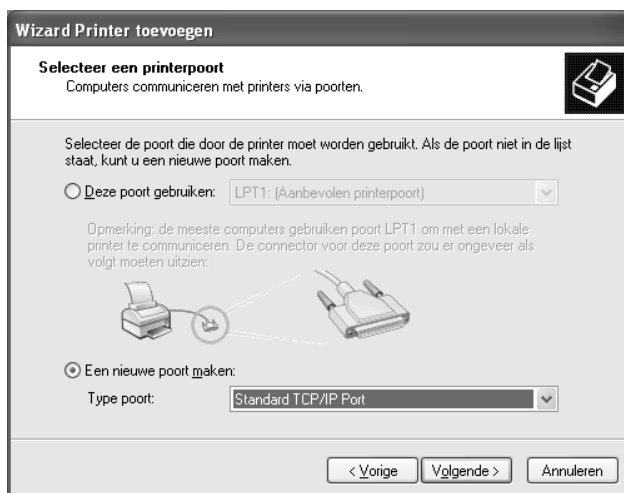 Wizard Printer toevoegen
Selecteer een printerpoort
Computers communiceren met printers via poorten.
Selecteer de poort die door de printer moet worden gebruikt. Als de poort niet in de lijst
staat, kunt u een nieuwe poort maken.
Deze poort gebruiken: LPT1: (Aanbevolen printerpoort)
Opmerking: de meeste computers gebruiken poort LPT1 om met een lokale
printer te communiceren. De connector voor deze poort zou er ongeveer als
volgt moeten uitzien:
Een nieuwe poort maken:
Type poort: Standard TCP/IP Port
< Vorige Volgende > Annuleren